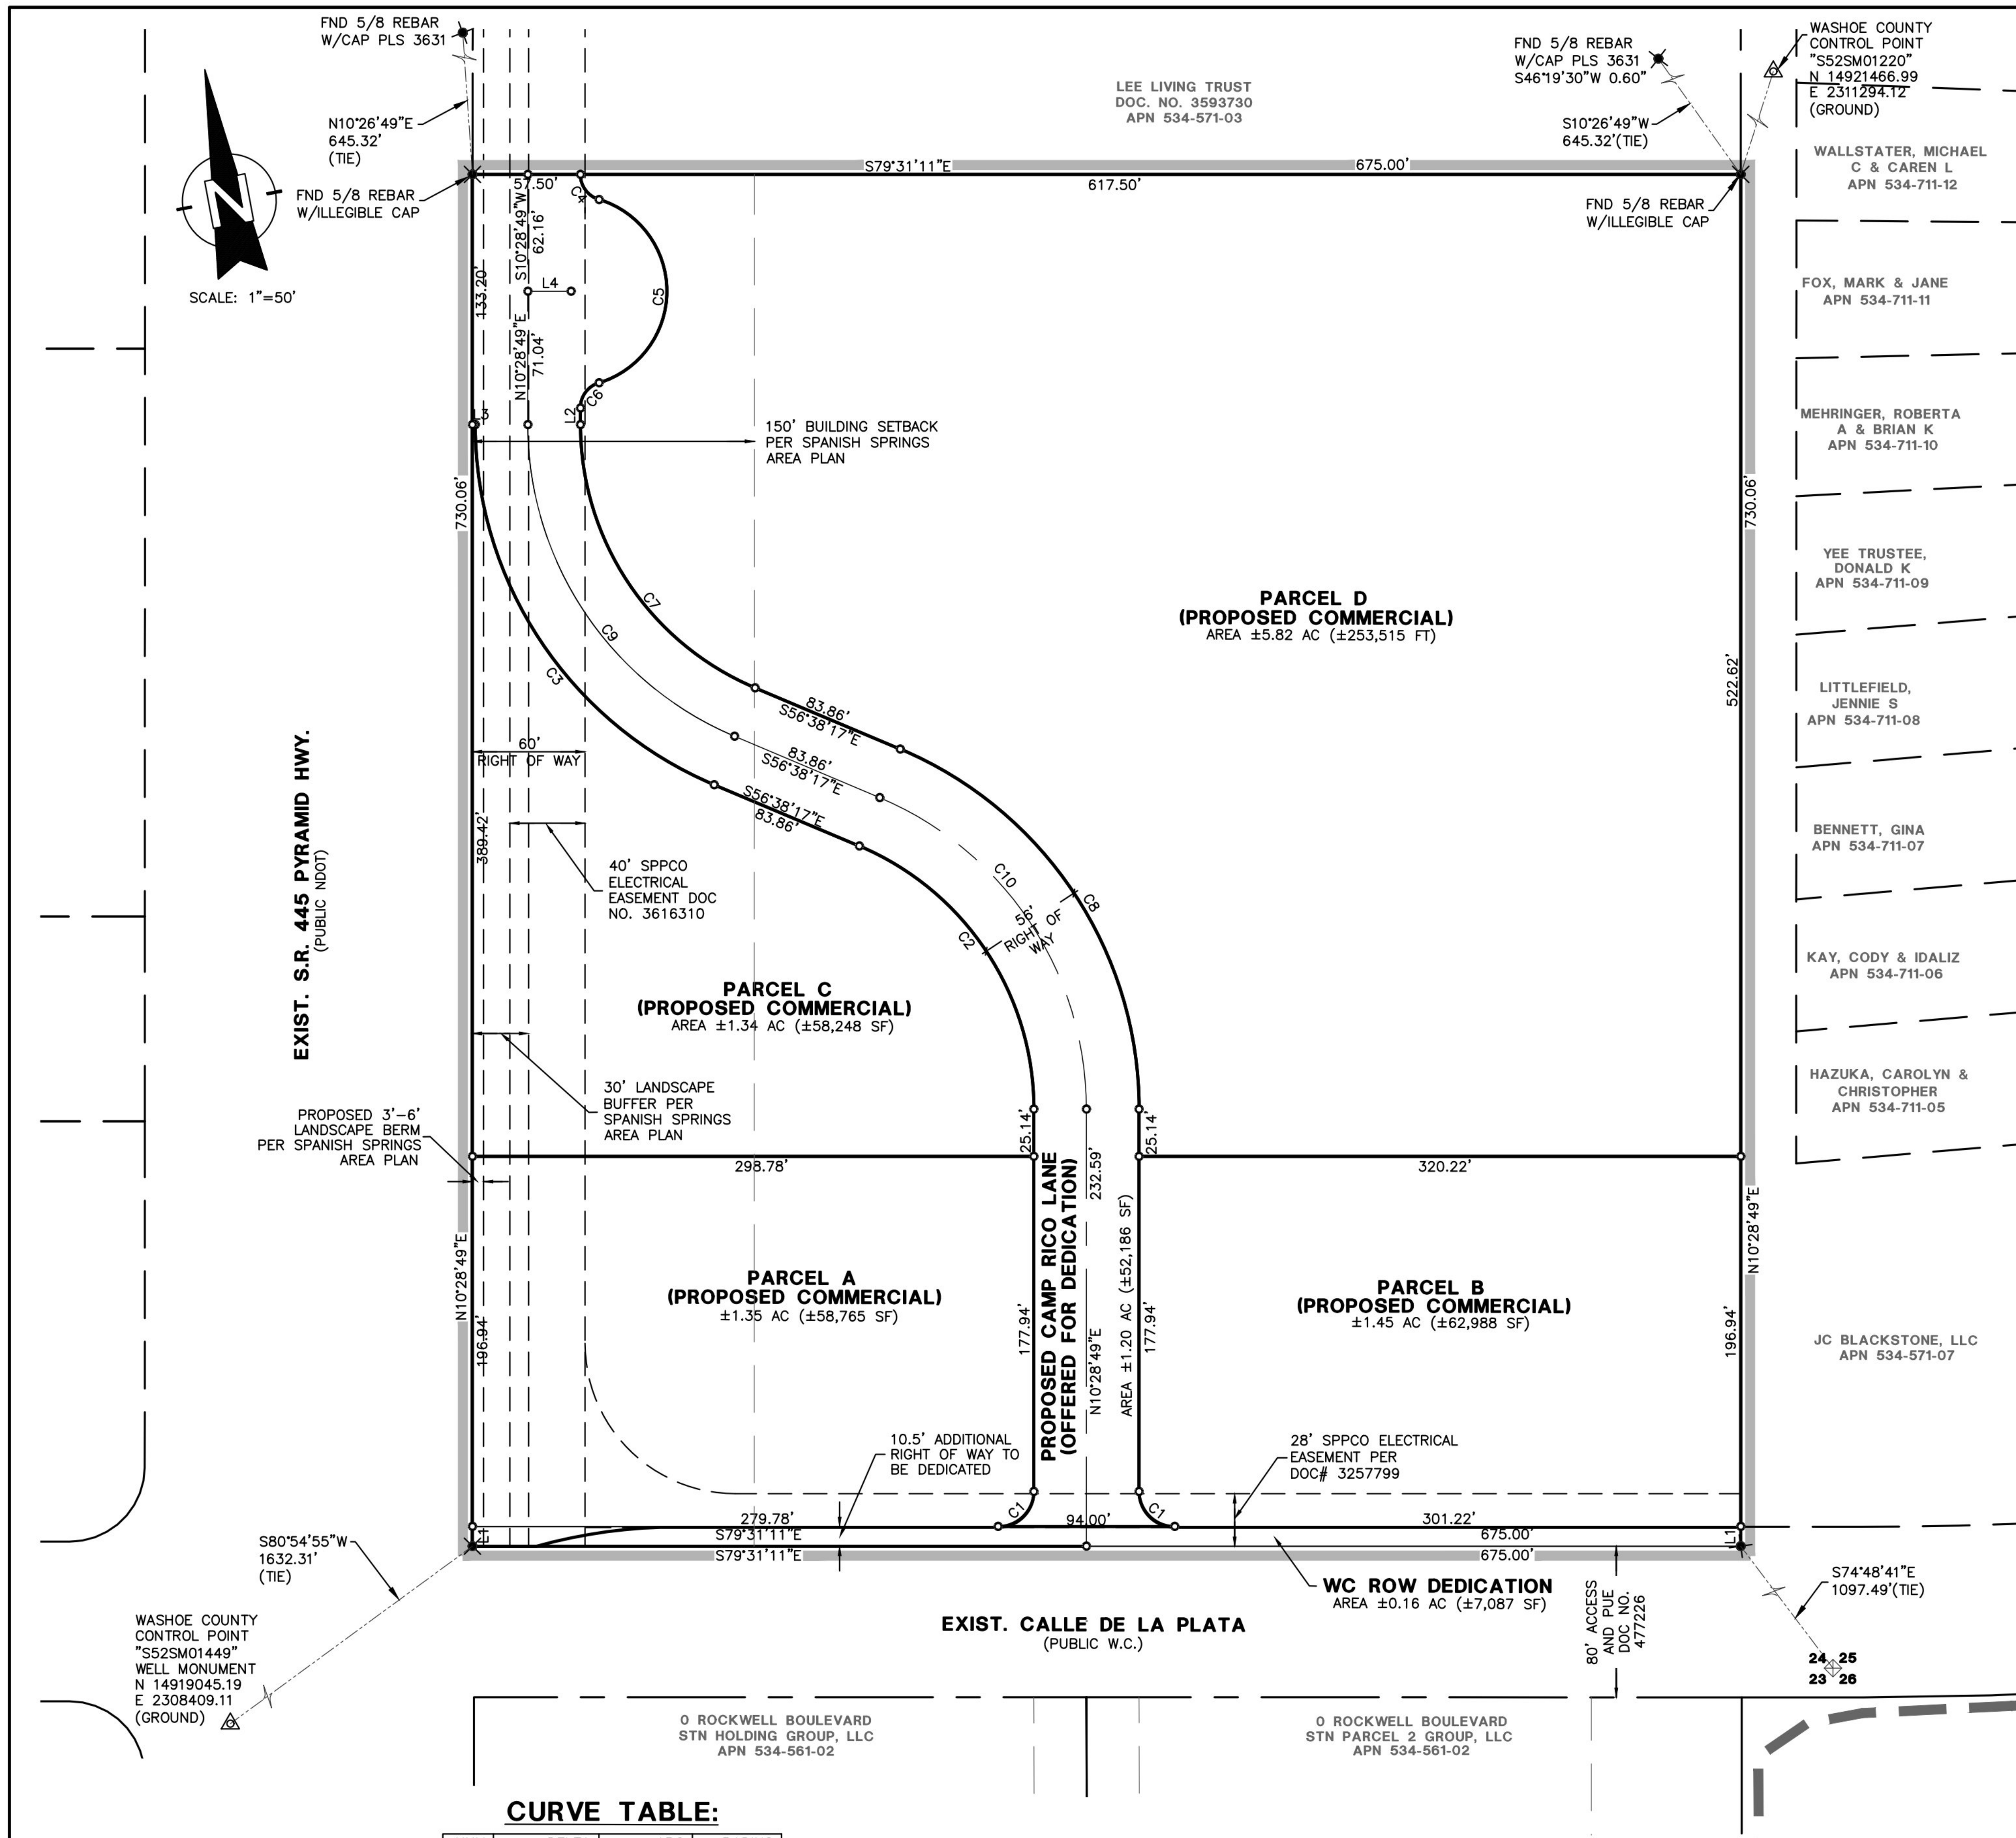 FND 5/8 REBAR
W/CAP PLS 3631
N10°26'49"E
645.32'
(TIE)
FND 5/8 REBAR
W/ILLEGIBLE CAP
N
SCALE: 1"=50'
LEE LIVING TRUST
DOC. NO. 3593730
APN 534-571-03
FND 5/8 REBAR
W/CAP PLS 3631
S46°19'30"W 0.60"
S10°26'49"W
645.32'(TIE)
FND 5/8 REBAR
W/ILLEGIBLE CAP
WASHOE COUNTY
CONTROL POINT
"S52SM01220"
N 14921466.99
E 2311294.12
(GROUND)
WALLSTATER, MICHAEL
C & CAREN L
APN 534-711-12
FOX, MARK & JANE
APN 534-711-11
MEHRINGER, ROBERTA
A & BRIAN K
APN 534-711-10
YEE TRUSTEE,
DONALD K
APN 534-711-09
LITTLEFIELD,
JENNIE S
APN 534-711-08
BENNETT, GINA
APN 534-711-07
KAY, CODY & IDALIZ
APN 534-711-06
HAZUKA, CAROLYN &
CHRISTOPHER
APN 534-711-05
JC BLACKSTONE, LLC
APN 534-571-07
S79°31'11"E
675.00'
57.50'
617.50'
C4
S10°28'49"W
62.16'
133.20'
L4
C5
N10°28'49"E
71.04'
C6
L3
L2
150' BUILDING SETBACK
PER SPANISH SPRINGS
AREA PLAN
730.06'
730.06'
C7
C9
C3
PARCEL D
(PROPOSED COMMERCIAL)
AREA ±5.82 AC (±253,515 FT)
522.62'
83.86'
S56°38'17"E
83.86'
S56°38'17"E
S56°38'17"E
83.86'
60'
RIGHT OF WAY
EXIST. S.R. 445 PYRAMID HWY.
(PUBLIC NDOT)
389.42'
40' SPPCO
ELECTRICAL
EASEMENT DOC
NO. 3616310
C10
C8
C2
56'
RIGHT OF
WAY
PARCEL C
(PROPOSED COMMERCIAL)
AREA ±1.34 AC (±58,248 SF)
30' LANDSCAPE
BUFFER PER
SPANISH SPRINGS
AREA PLAN
PROPOSED 3'-6'
LANDSCAPE BERM
PER SPANISH SPRINGS
AREA PLAN
25.14'
25.14'
298.78'
320.22'
232.59'
PROPOSED CAMP RICO LANE
(OFFERED FOR DEDICATION)
AREA ±1.20 AC (±52,186 SF)
N10°28'49"E
N10°28'49"E
N10°28'49"E
PARCEL A
(PROPOSED COMMERCIAL)
±1.35 AC (±58,765 SF)
PARCEL B
(PROPOSED COMMERCIAL)
±1.45 AC (±62,988 SF)
196.94'
177.94'
177.94'
196.94'
10.5' ADDITIONAL
RIGHT OF WAY TO
BE DEDICATED
28' SPPCO ELECTRICAL
EASEMENT PER
DOC# 3257799
C1
C1
279.78'
94.00'
301.22'
S79°31'11"E
675.00'
L1
L1
S79°31'11"E
675.00'
S80°54'55"W
1632.31'
(TIE)
WASHOE COUNTY
CONTROL POINT
"S52SM01449"
WELL MONUMENT
N 14919045.19
E 2308409.11
(GROUND)
WC ROW DEDICATION
AREA ±0.16 AC (±7,087 SF)
EXIST. CALLE DE LA PLATA
(PUBLIC W.C.)
80' ACCESS
AND PUE
DOC NO.
477226
S74°48'41"E
1097.49'(TIE)
24 25
23 26
0 ROCKWELL BOULEVARD
STN HOLDING GROUP, LLC
APN 534-561-02
0 ROCKWELL BOULEVARD
STN PARCEL 2 GROUP, LLC
APN 534-561-02
CURVE TABLE: